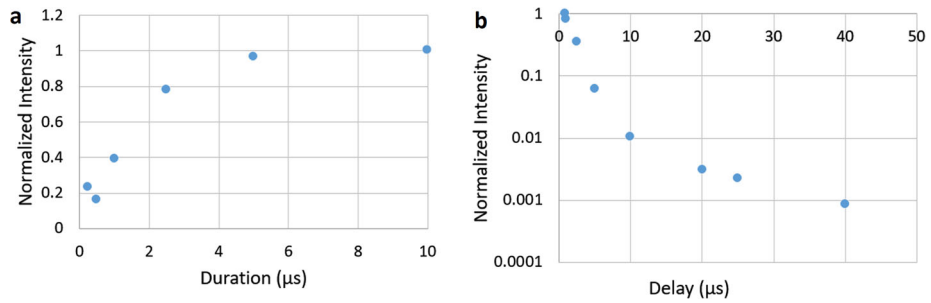 a
1.2
1
0.8
0.6
0.4
0.2
0
0 2 4 6 8 10
Normalized Intensity
Duration (μs)
b
1
0.1
0.01
0.001
0.0001
0 10 20 30 40 50
Normalized Intensity
Delay (μs)